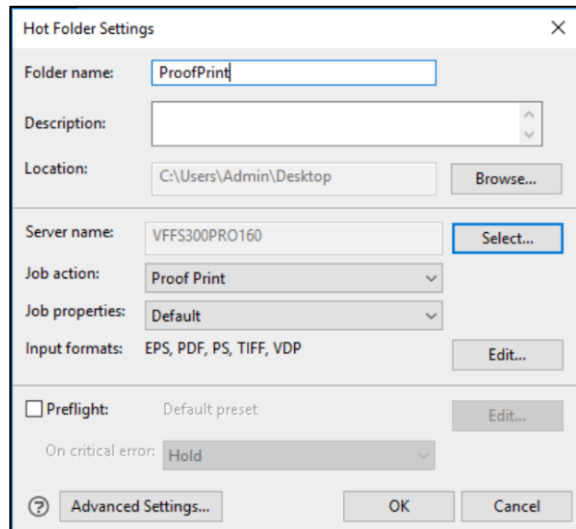 Hot Folder Settings
Folder name: ProofPrint
Description:
Location: C:\Users\Admin\Desktop Browse...
Server name: VFFS300PRO160 Select...
Job action: Proof Print
Job properties: Default
Input formats: EPS, PDF, PS, TIFF, VDP Edit...
Preflight: Default preset Edit...
On critical error: Hold
? Advanced Settings... OK Cancel